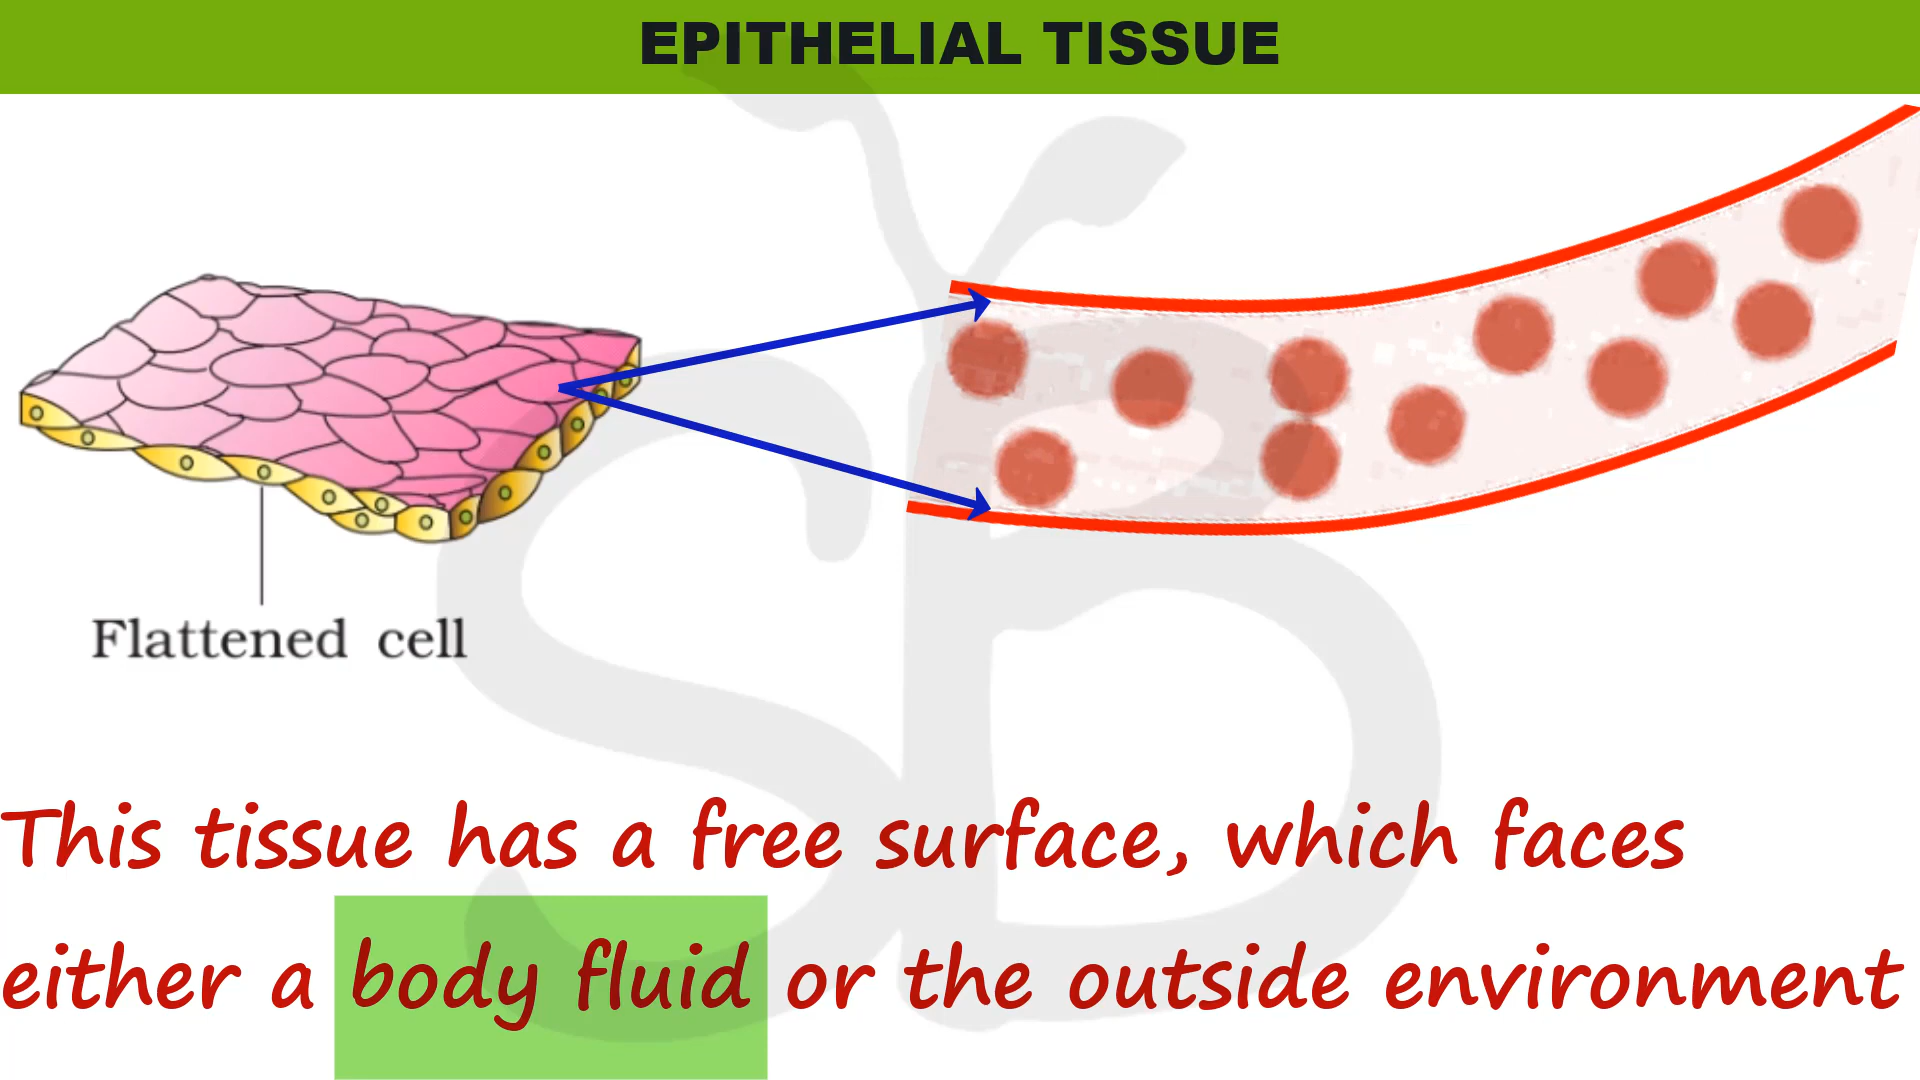 EPITHELIAL TISSUE
Flattened cell
This tissue has a free surface, which faces
either a body fluid or the outside environment